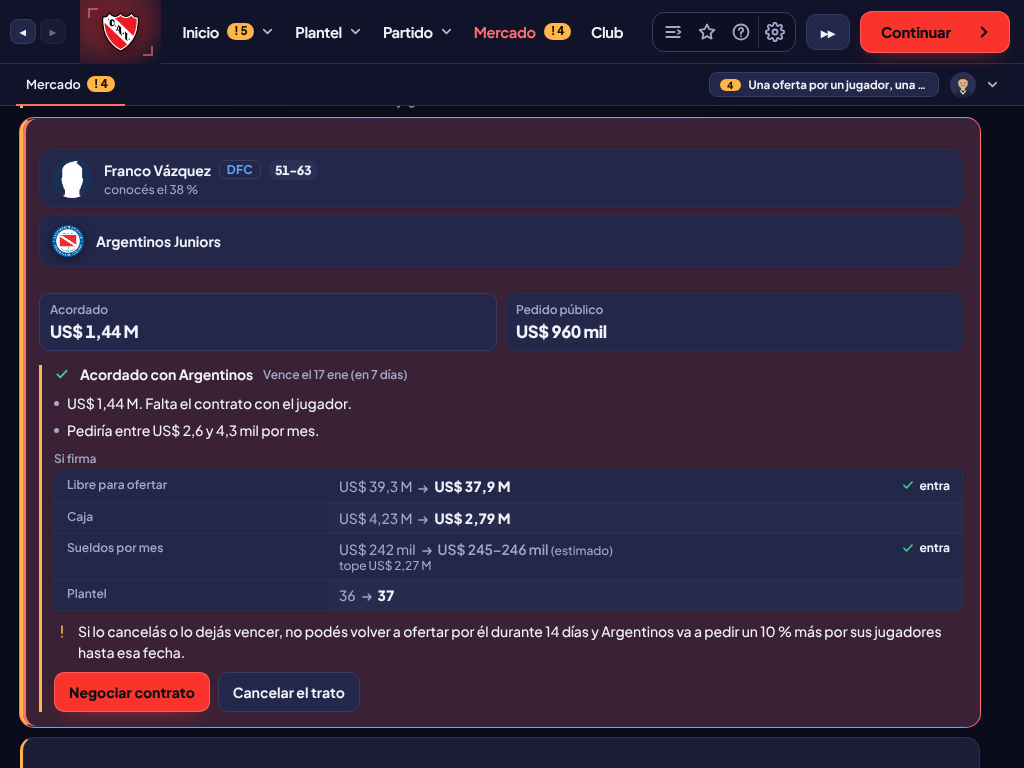 Inicio ! 5
Plantel
Partido
Mercado ! 4
Club
Continuar
Mercado ! 4
4 Una oferta por un jugador, una ...
Franco Vázquez DFC 51–63
conocés el 38 %
Argentinos Juniors
Acordado
US$ 1,44 M
Pedido público
US$ 960 mil
Acordado con Argentinos Vence el 17 ene (en 7 días)
US$ 1,44 M. Falta el contrato con el jugador.
Pediría entre US$ 2,6 y 4,3 mil por mes.
Si firma
Libre para ofertar US$ 39,3 M → US$ 37,9 M ✓ entra
Caja US$ 4,23 M → US$ 2,79 M
Sueldos por mes US$ 242 mil → US$ 245–246 mil (estimado) ✓ entra
tope US$ 2,27 M
Plantel 36 → 37
! Si lo cancelás o lo dejás vencer, no podés volver a ofertar por él durante 14 días y Argentinos va a pedir un 10 % más por sus jugadores
hasta esa fecha.
Negociar contrato
Cancelar el trato